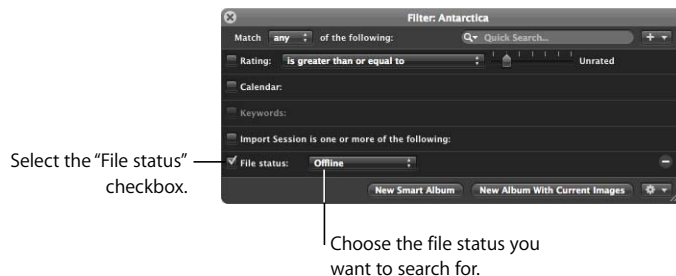 Filter: Antarctica
Match any of the following: Quick Search... +
Rating: is greater than or equal to Unrated
Calendar:
Keywords:
Import Session is one or more of the following:
Select the “File status” checkbox.
File status: Offline
New Smart Album New Album With Current Images
Choose the file status you
want to search for.